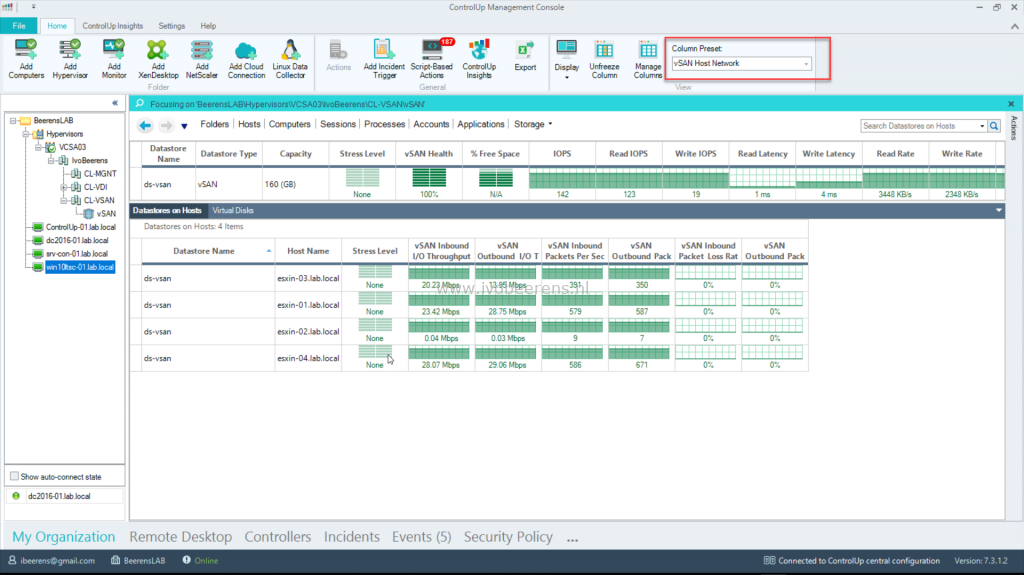 ControlUp Management Console
File Home ControlUp Insights Settings Help
Add Computers
Add Hypervisor
Add Monitor
Add XenDesktop
Add NetScaler
Add Cloud Connection
Linux Data Collector
Folder
Actions
Add Incident Trigger
187
Script-Based Actions
ControlUp Insights
Export
General
Display
Unfreeze Column
Manage Columns
View
Column Preset:
vSAN Host Network
Focusing on 'BeerensLAB\Hypervisors\VCSA03\IvoBeerens\CL-VSAN\vSAN'
BeerensLAB
Hypervisors
VCSA03
IvoBeerens
CL-MGNT
CL-VDI
CL-VSAN
vSAN
ControlUp-01.lab.local
dc2016-01.lab.local
srv-con-01.lab.local
win10ltsc-01.lab.local
Show auto-connect state
dc2016-01.lab.local
Folders Hosts Computers Sessions Processes Accounts Applications Storage
Search Datastores on Hosts
Actions
Datastore Name Datastore Type Capacity Stress Level vSAN Health % Free Space IOPS Read IOPS Write IOPS Read Latency Write Latency Read Rate Write Rate
ds-vsan vSAN 160 (GB) None 100% N/A 142 123 19 1 ms 4 ms 3448 KB/s 2348 KB/s
Datastores on Hosts Virtual Disks
Datastores on Hosts: 4 Items
Datastore Name Host Name Stress Level vSAN Inbound I/O Throughput vSAN Outbound I/O T vSAN Inbound Packets Per Sec vSAN Outbound Pack vSAN Inbound Packet Loss Rat vSAN Outbound Pack
ds-vsan esxin-03.lab.local None 20.23 Mbps 13.95 Mbps 391 350 0% 0%
www.ivobeerens.nl
ds-vsan esxin-01.lab.local None 23.42 Mbps 28.75 Mbps 579 587 0% 0%
ds-vsan esxin-02.lab.local None 0.04 Mbps 0.03 Mbps 9 7 0% 0%
ds-vsan esxin-04.lab.local None 28.07 Mbps 29.06 Mbps 586 671 0% 0%
My Organization Remote Desktop Controllers Incidents Events (5) Security Policy ...
ibeerens@gmail.com BeerensLAB Online Connected to ControlUp central configuration Version: 7.3.1.2